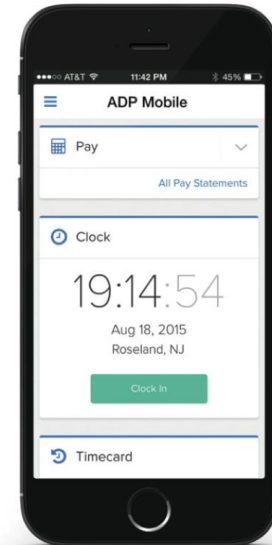 AT&T 11:42 PM 45%
ADP Mobile
Pay
All Pay Statements
Clock
19:14:54
Aug 18, 2015
Roseland, NJ
Clock In
Timecard